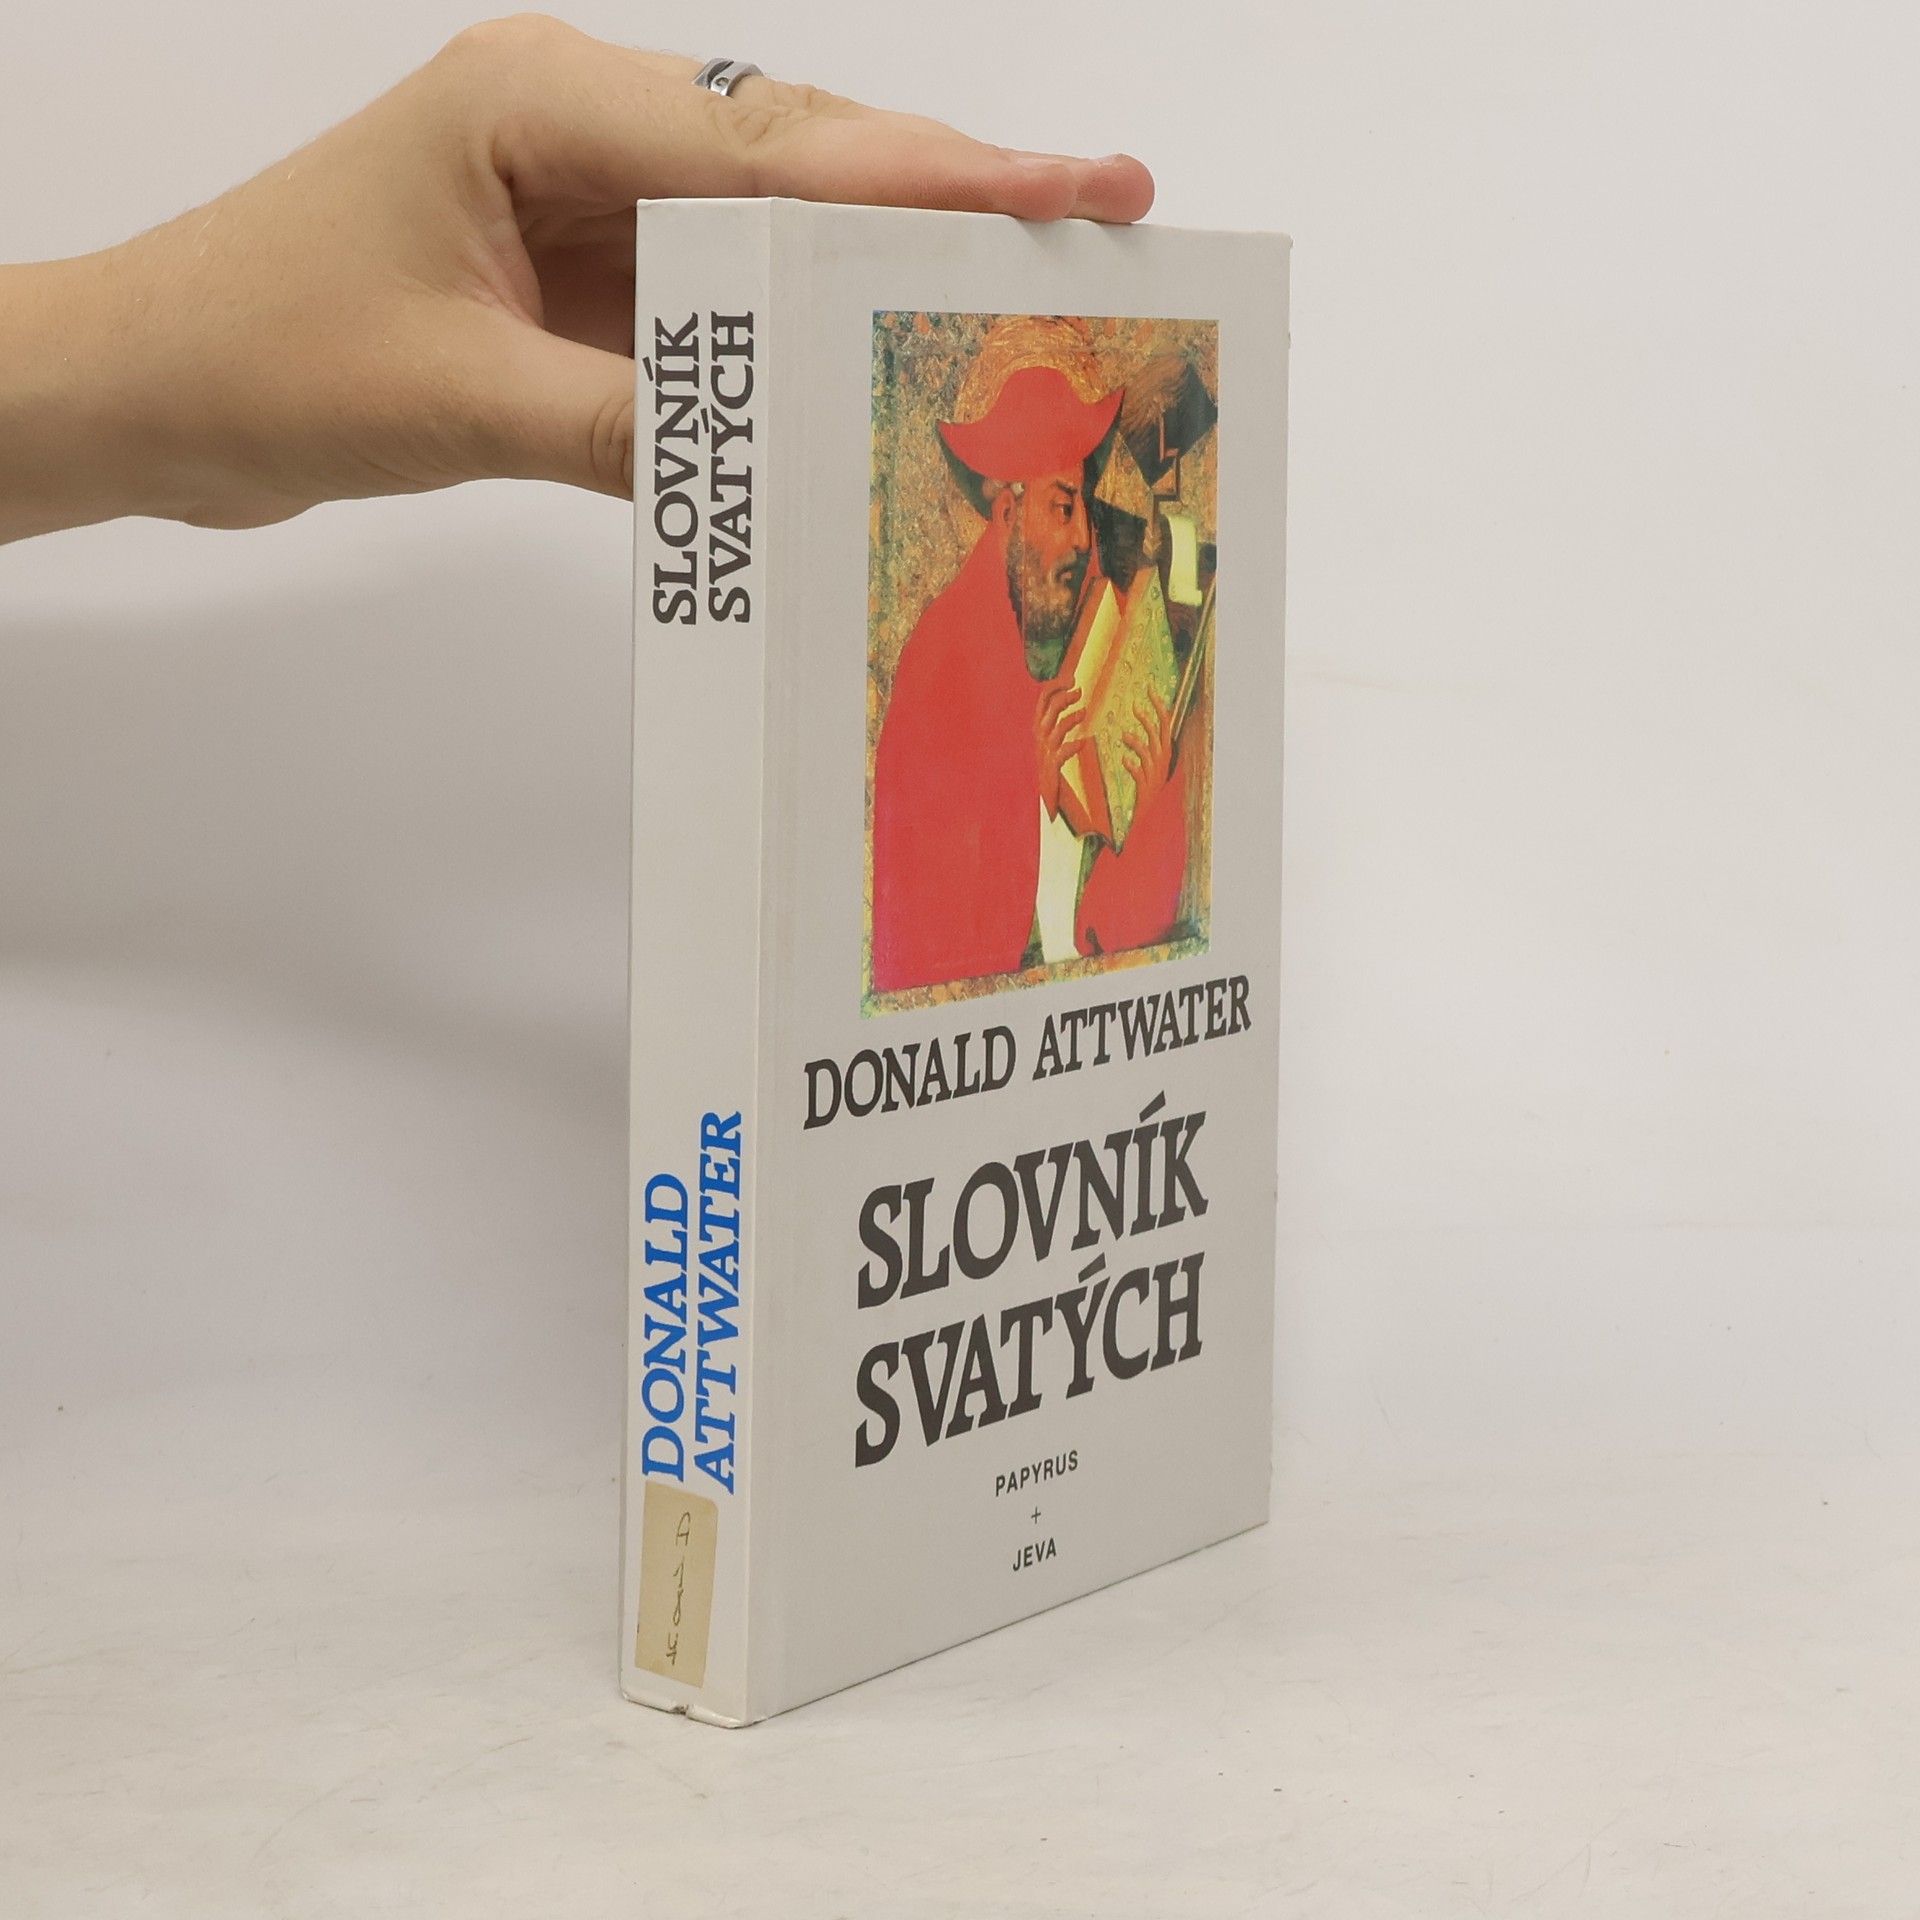 SLOVNÍK
SVATÝCH
DONALD
ATTWATER
DONALD ATTWATER
SLOVNÍK
SVATÝCH
PAPYRUS
+
JEVA